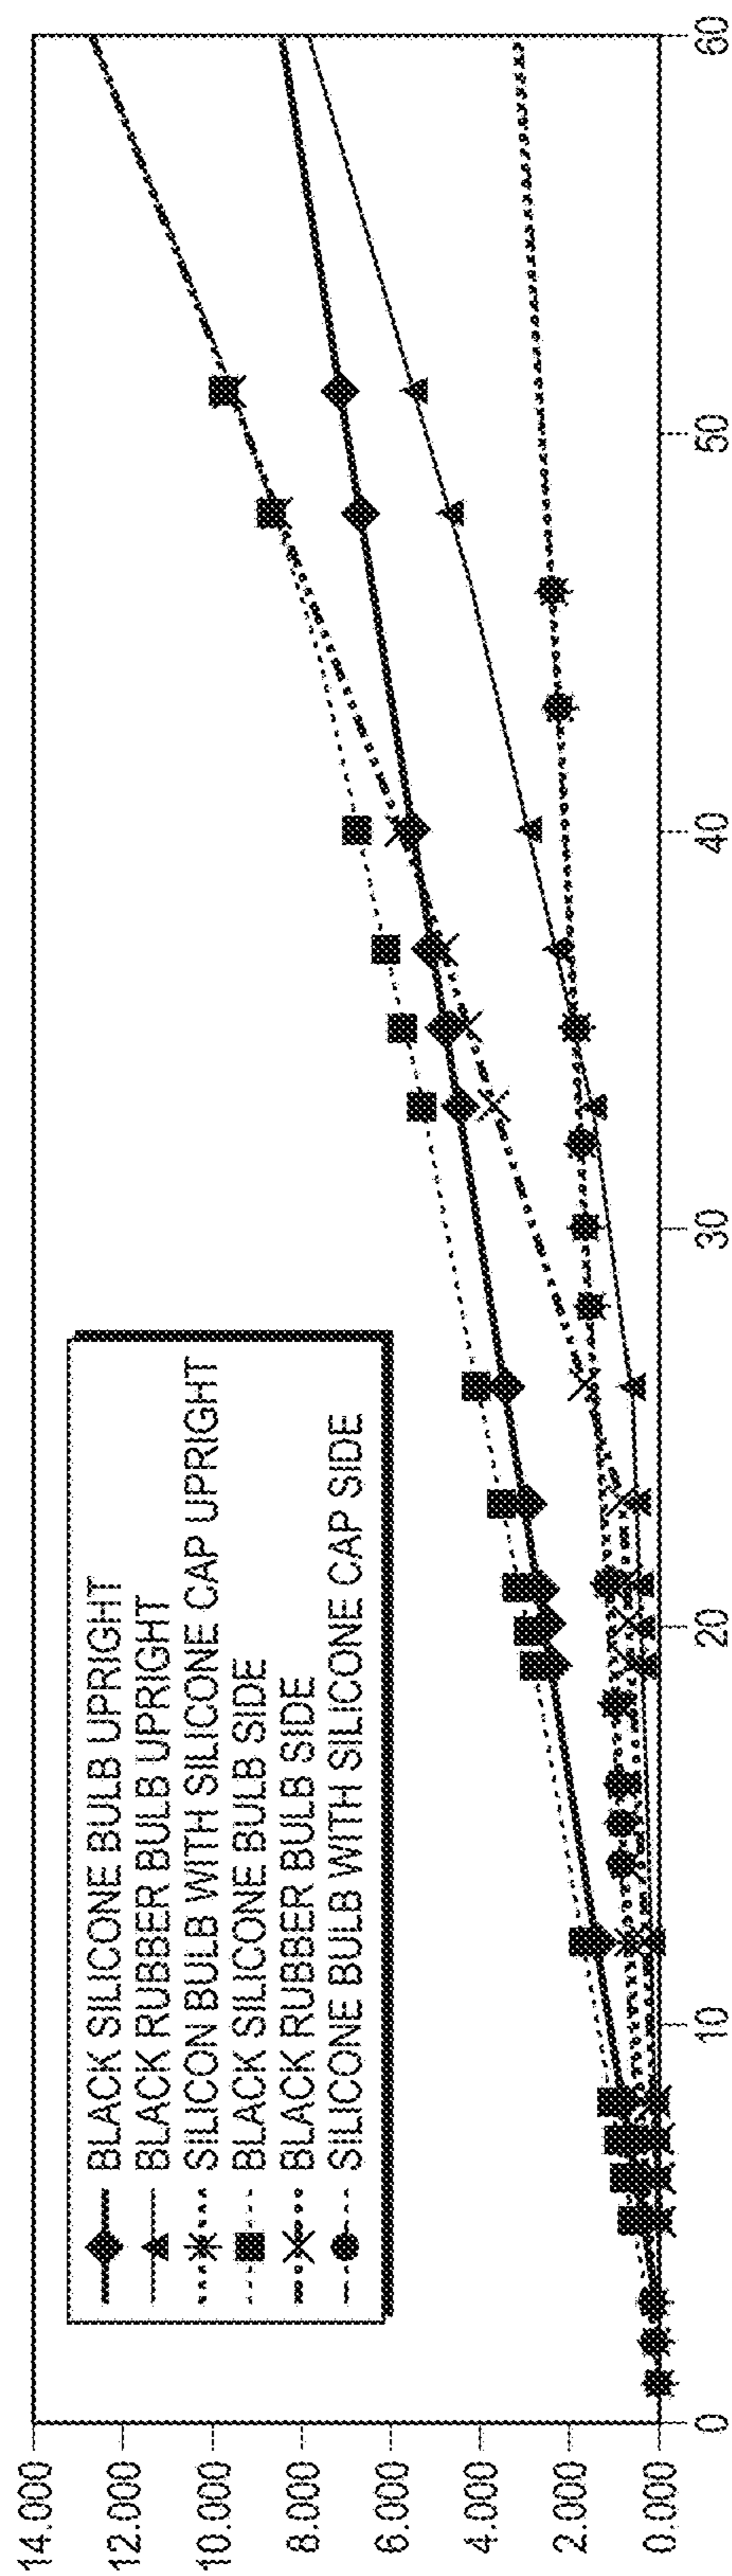 14.000
12.000
10.000
8.000
6.000
4.000
2.000
0.000
BLACK SILICONE BULB UPRIGHT
BLACK RUBBER BULB UPRIGHT
SILICON BULB WITH SILICONE CAP UPRIGHT
BLACK SILICONE BULB SIDE
BLACK RUBBER BULB SIDE
SILICONE BULB WITH SILICONE CAP SIDE
0 10 20 30 40 50 60